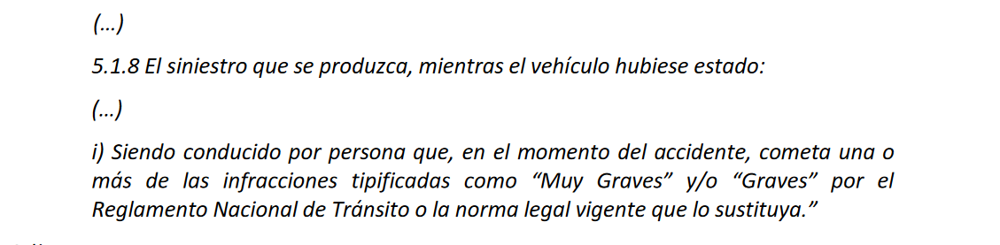 (...)
5.1.8 El siniestro que se produzca, mientras el vehículo hubiese estado:
(...)
i) Siendo conducido por persona que, en el momento del accidente, cometa una o
más de las infracciones tipificadas como “Muy Graves” y/o “Graves” por el
Reglamento Nacional de Tránsito o la norma legal vigente que lo sustituya.”